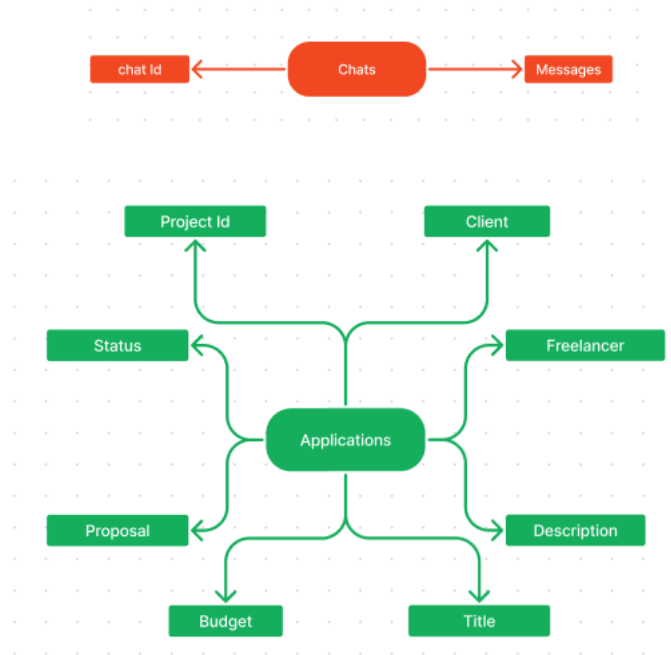 chat Id
Chats
Messages
Project Id
Client
Status
Freelancer
Applications
Proposal
Description
Budget
Title